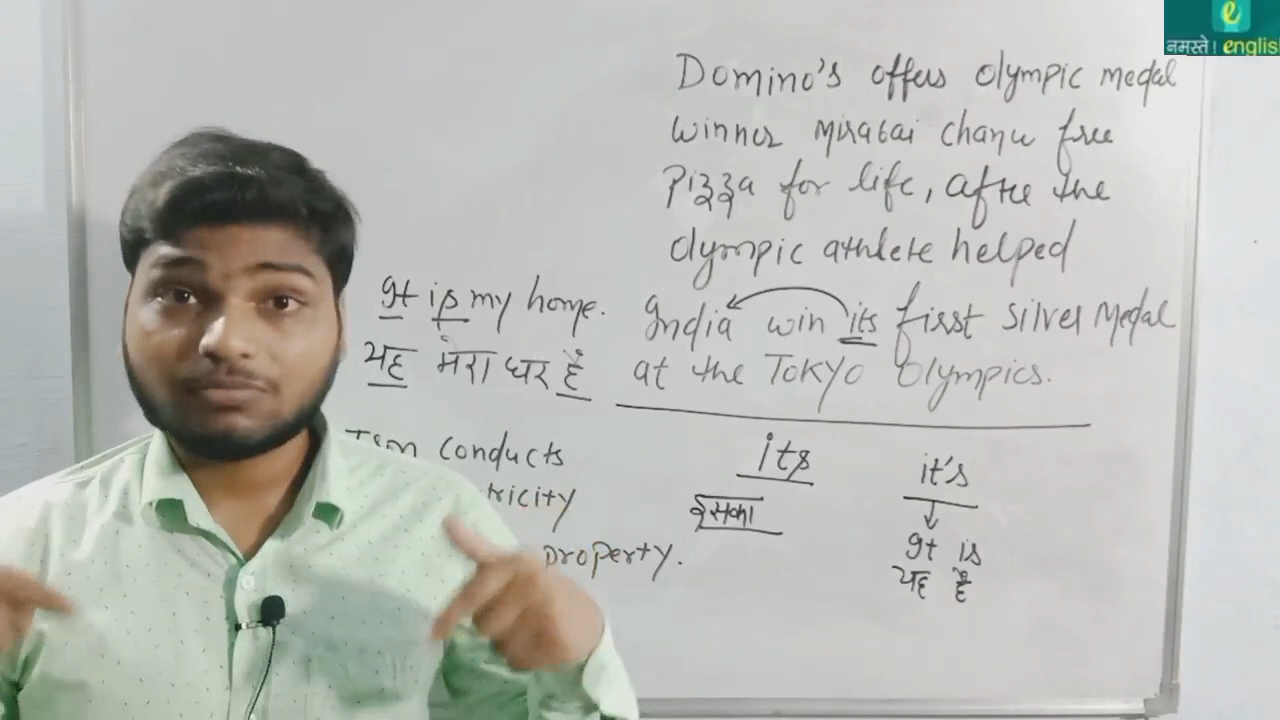 e
नमस्ते। english
Domino's offers Olympic medal
winner Mirabai chanu free
Pizza for life, after the
Olympic athlete helped
India win its first Silver Medal
at the TOKYO Olympics.
It is my home.
यह मेरा घर है
conducts
tricity
property.
its
इसका
it's
It is
यह है